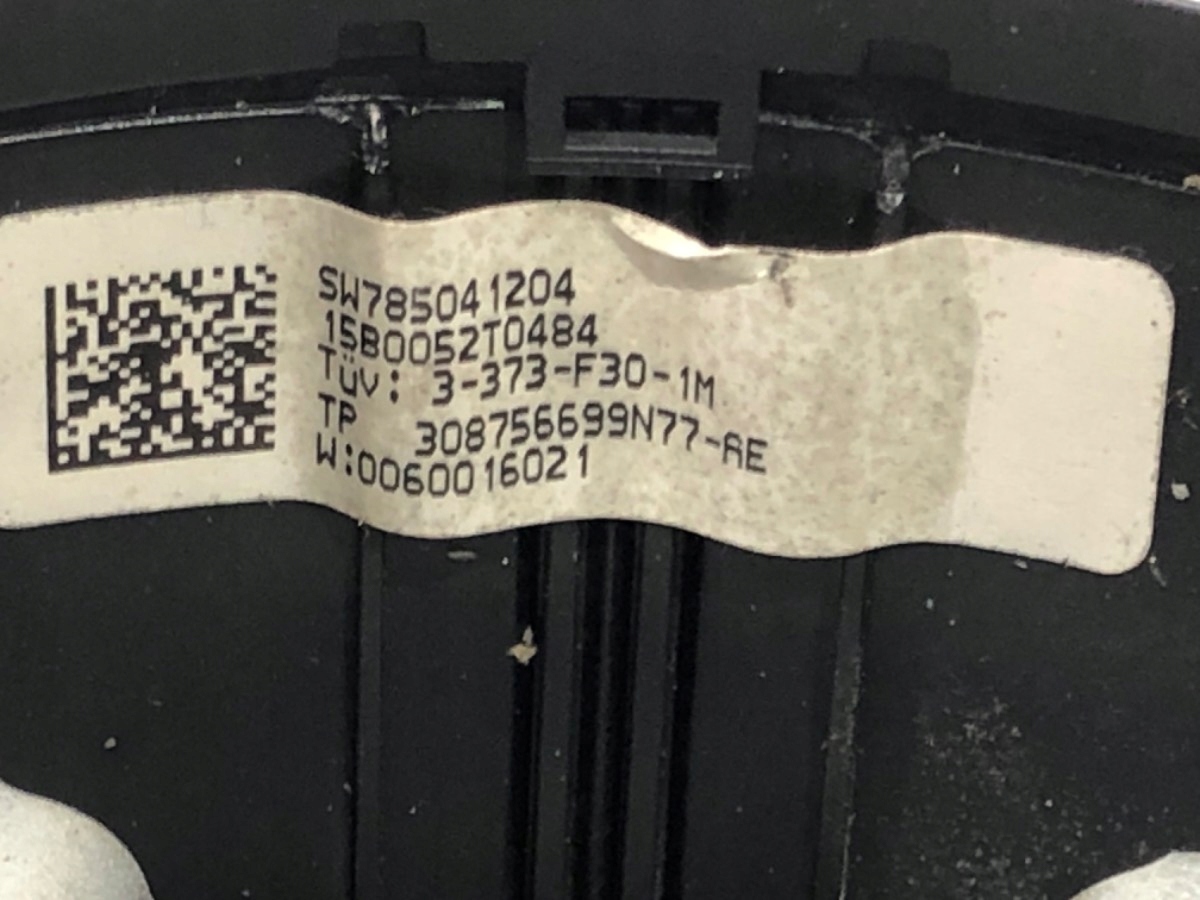 SW785041204
15B0052T0484
Tüv: 3-373-F30-1M
TP 308756699N77-AE
W:0060016021